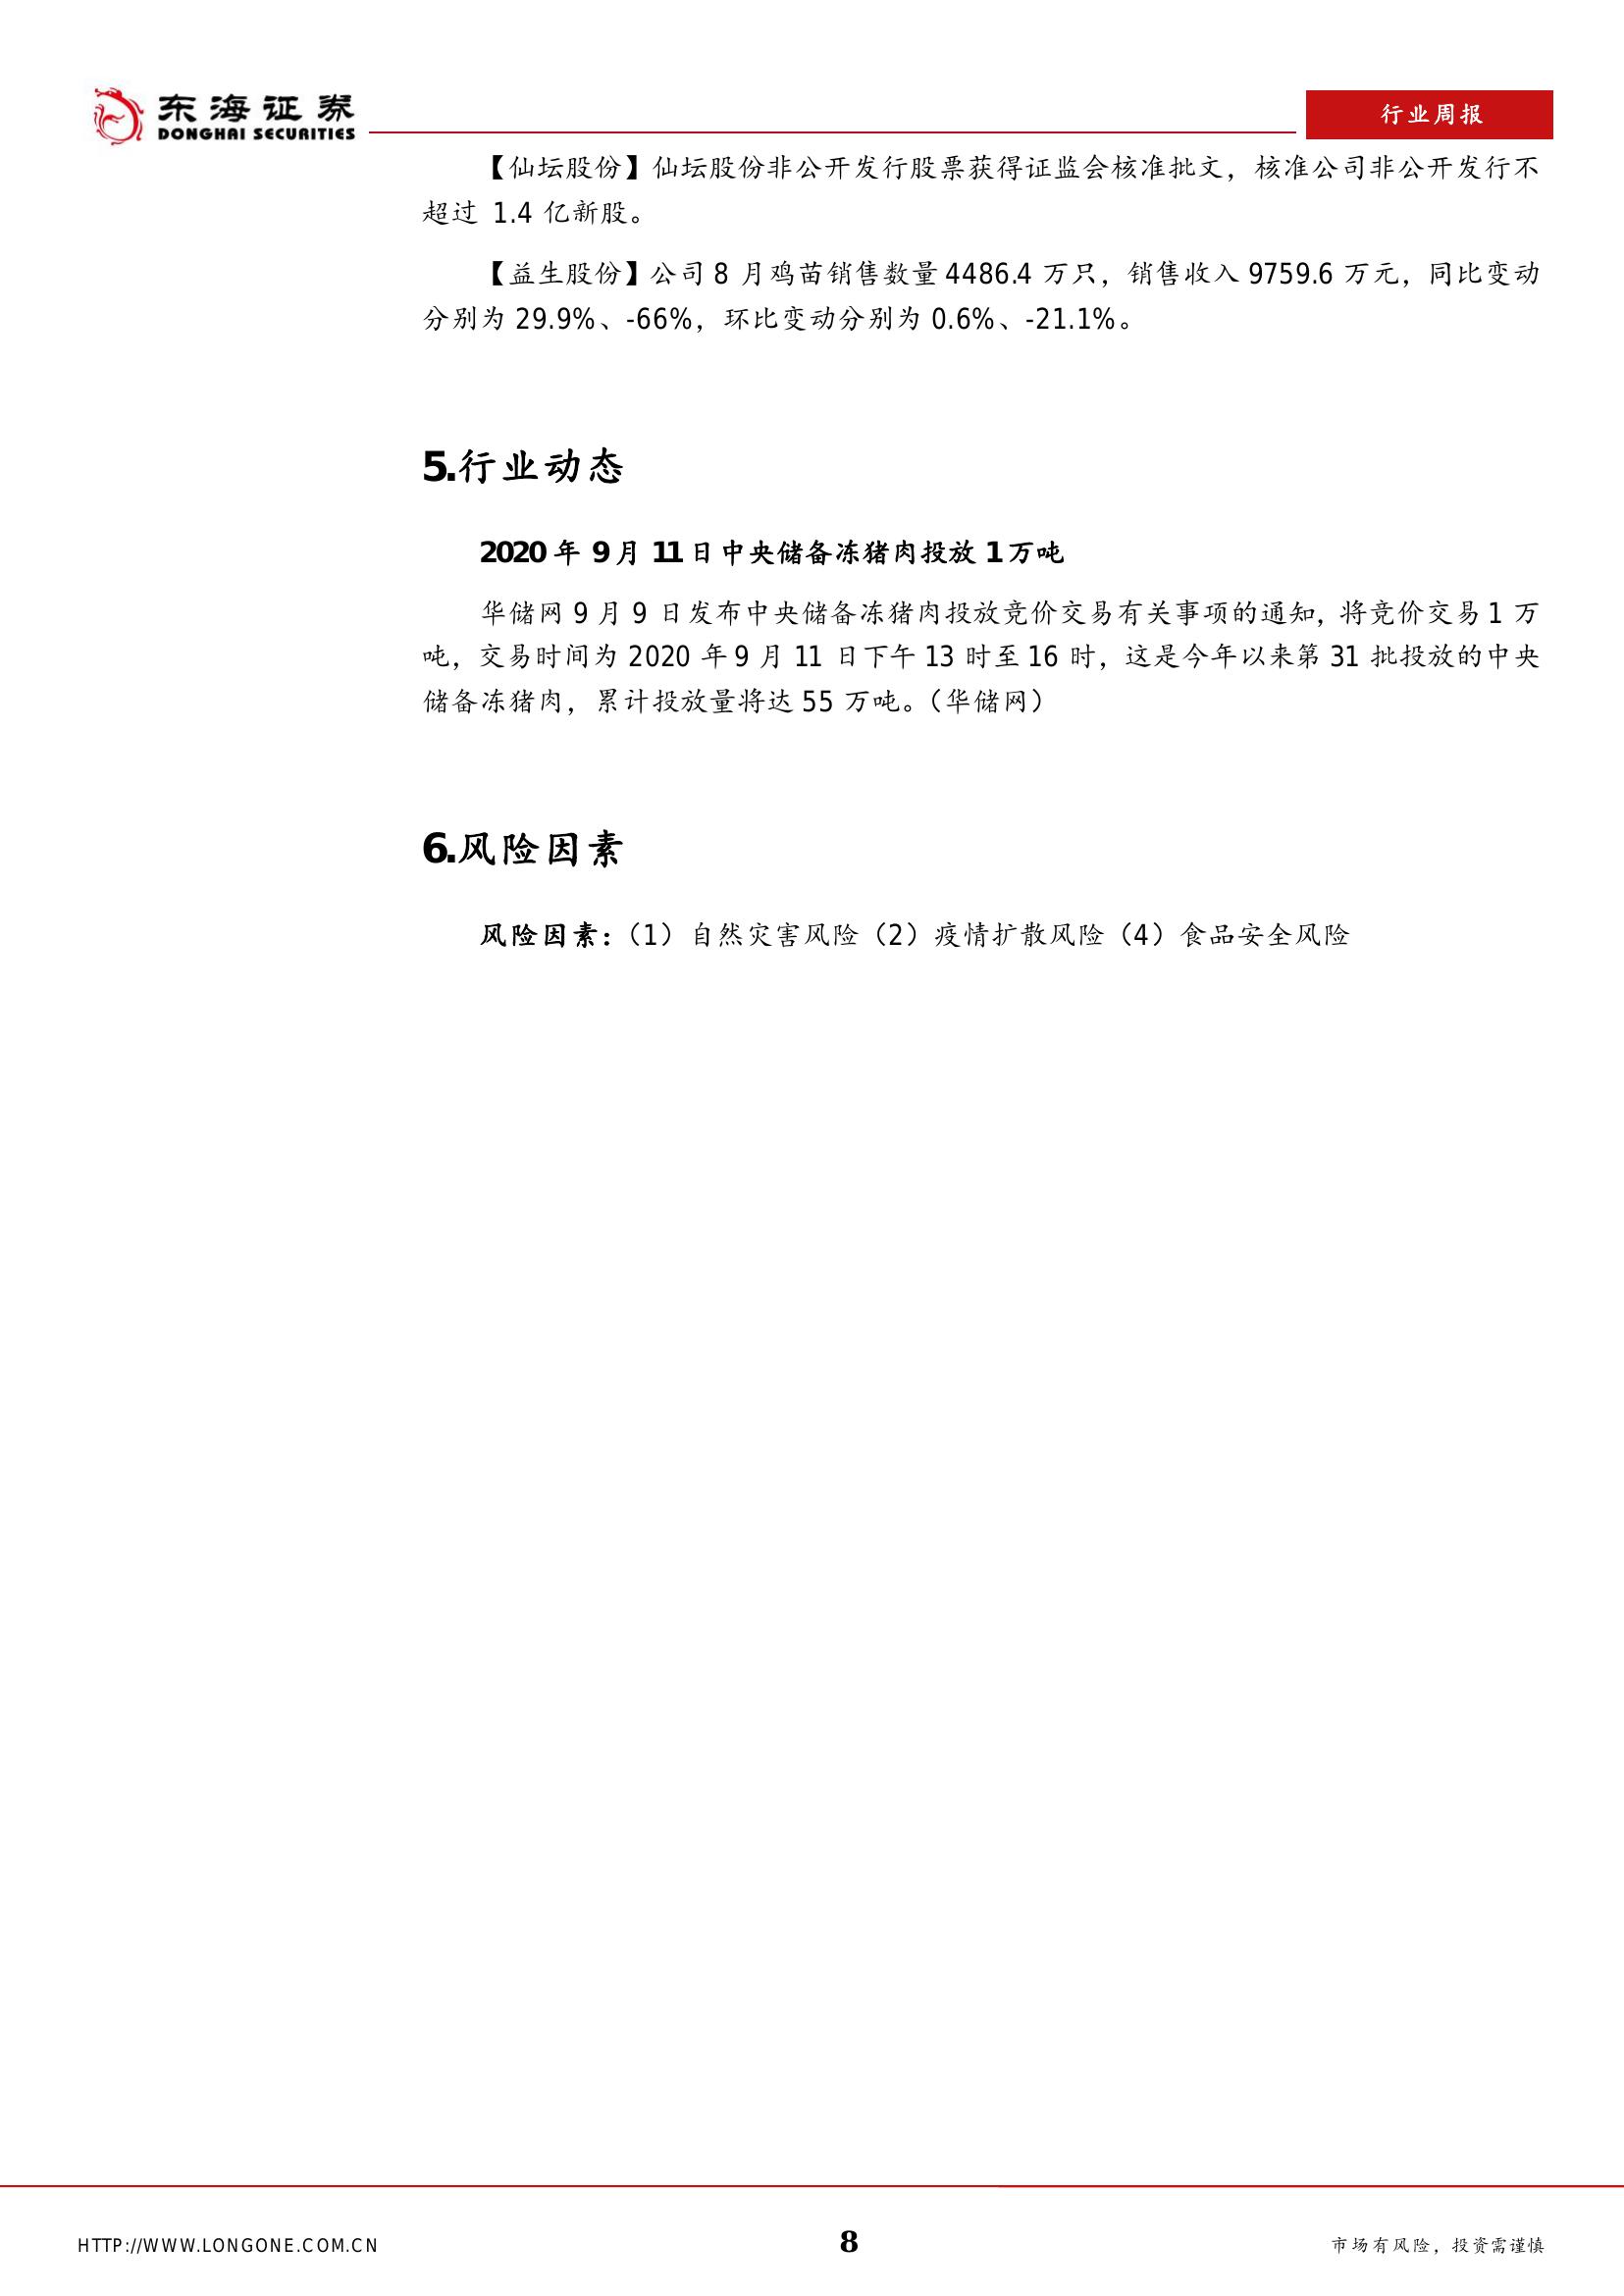 东海证券
DONGHAI SECURITIES
行业周报
【仙坛股份】仙坛股份非公开发行股票获得证监会核准批文，核准公司非公开发行不
超过 1.4 亿新股。
【益生股份】公司 8 月鸡苗销售数量 4486.4 万只，销售收入 9759.6 万元，同比变动
分别为 29.9%、-66%，环比变动分别为 0.6%、-21.1%。
5.行业动态
2020 年 9 月 11 日中央储备冻猪肉投放 1 万吨
华储网 9 月 9 日发布中央储备冻猪肉投放竞价交易有关事项的通知，将竞价交易 1 万
吨，交易时间为 2020 年 9 月 11 日下午 13 时至 16 时，这是今年以来第 31 批投放的中央
储备冻猪肉，累计投放量将达 55 万吨。（华储网）
6.风险因素
风险因素：（1）自然灾害风险（2）疫情扩散风险（4）食品安全风险
HTTP://WWW.LONGONE.COM.CN
8
市场有风险，投资需谨慎